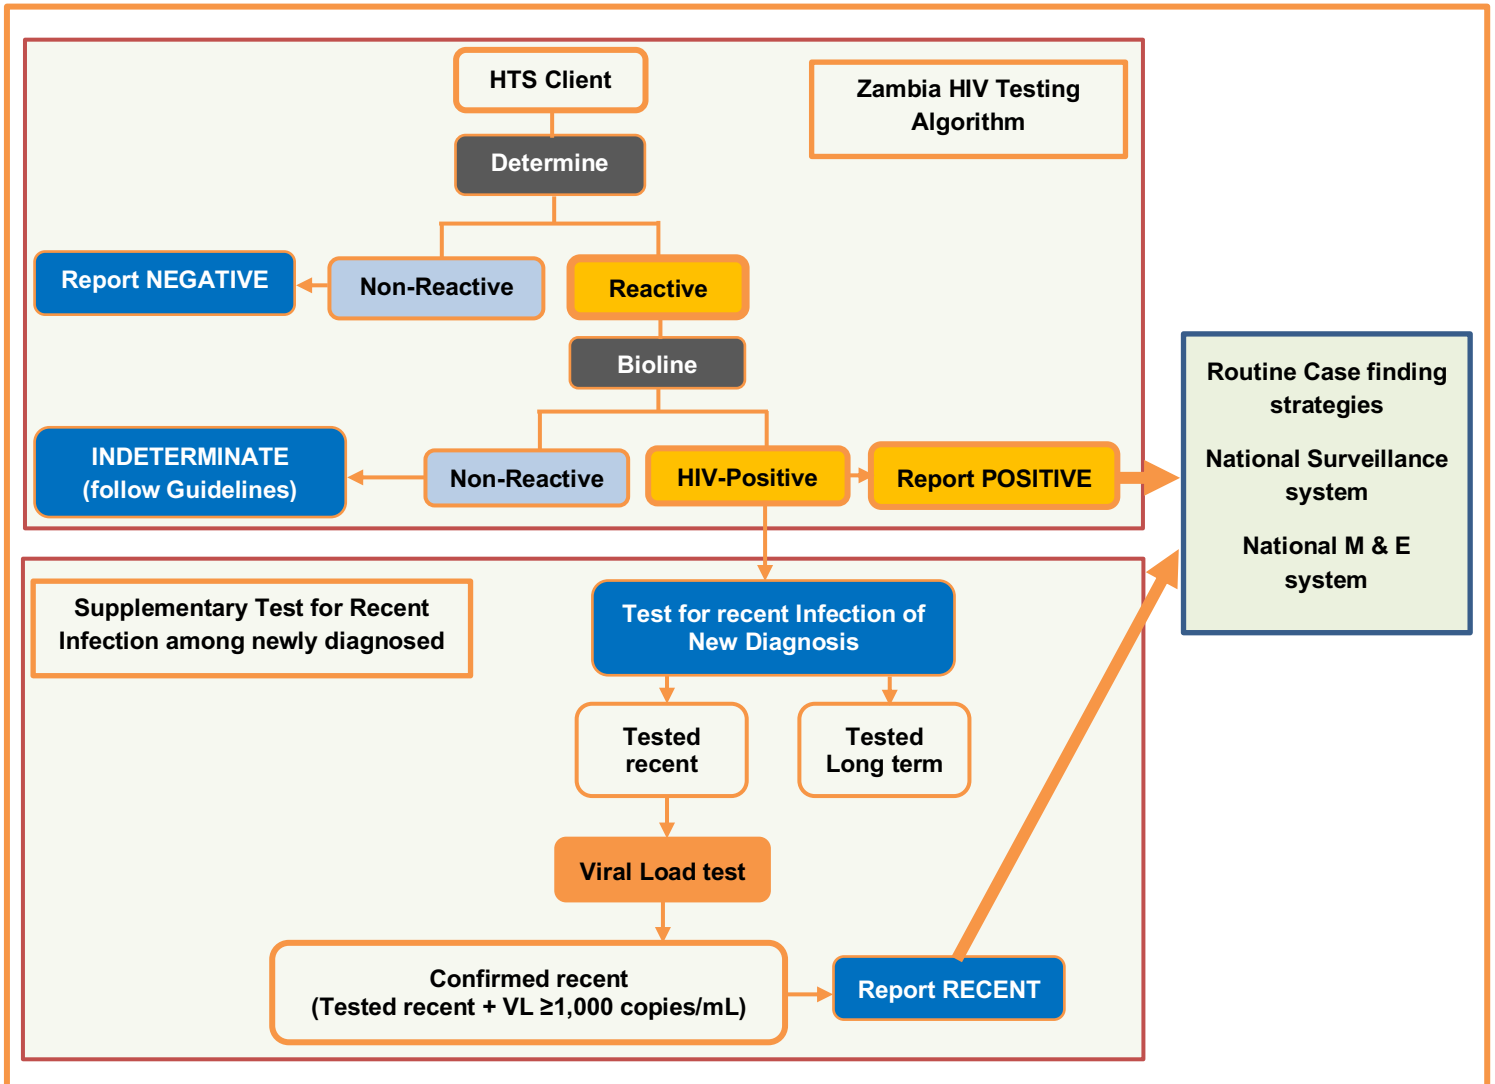 HTS Client
Zambia HIV Testing
Algorithm
Determine
Report NEGATIVE
Non-Reactive
Reactive
Bioline
Routine Case finding
strategies
National Surveillance
system
National M & E
system
INDETERMINATE
(follow Guidelines)
Non-Reactive
HIV-Positive
Report POSITIVE
Supplementary Test for Recent
Infection among newly diagnosed
Test for recent Infection of
New Diagnosis
Tested
recent
Tested
Long term
Viral Load test
Confirmed recent
(Tested recent + VL ≥1,000 copies/mL)
Report RECENT